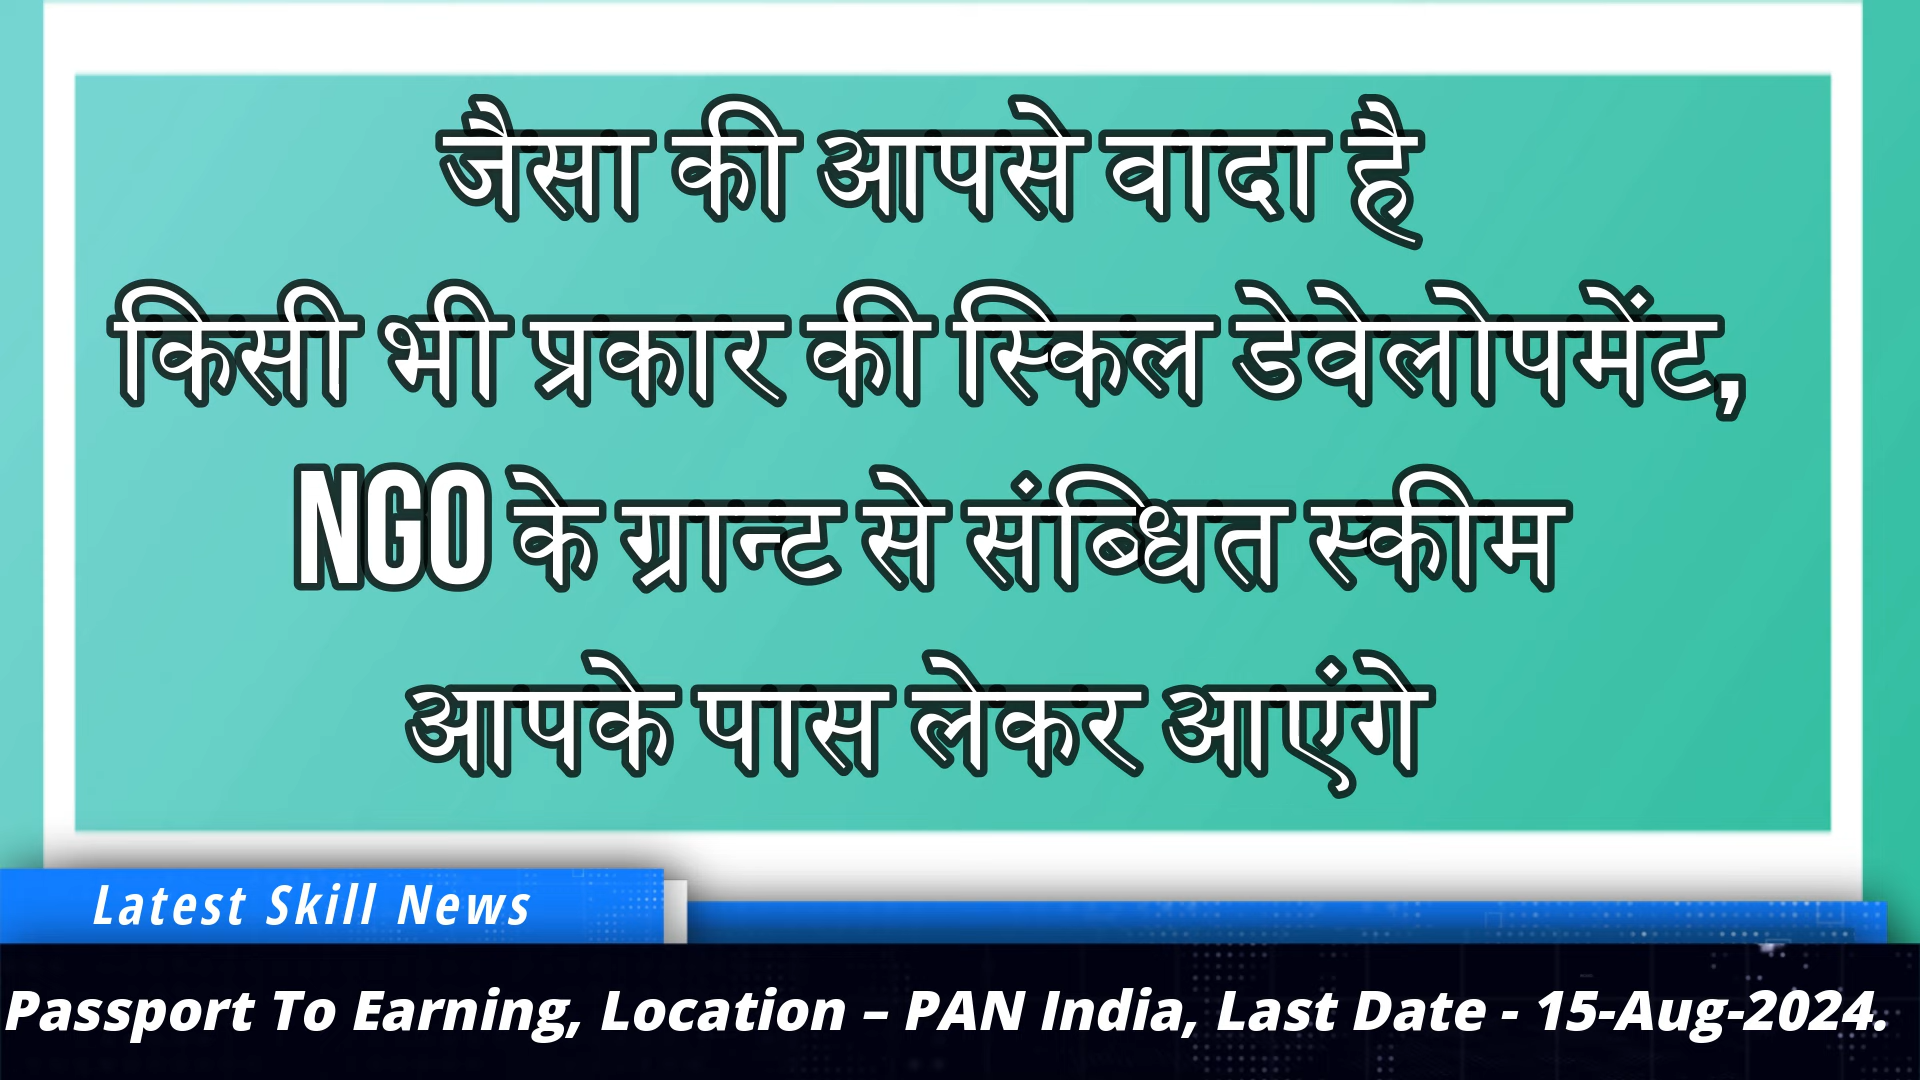 जैसा की आपसे वादा है
किसी भी प्रकार की स्किल डेवेलोपमेंट,
NGO के ग्रान्ट से संब्धित स्कीम
आपके पास लेकर आएंगे
Latest Skill News
Passport To Earning, Location – PAN India, Last Date - 15-Aug-2024.